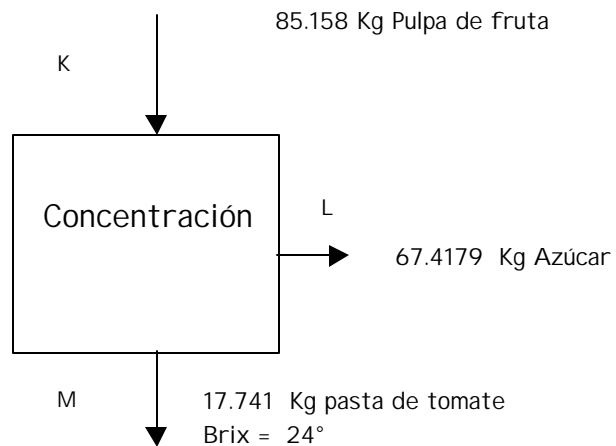 85.158 Kg Pulpa de fruta
K
Concentración
L
67.4179 Kg Azúcar
M
17.741 Kg pasta de tomate
Brix = 24°